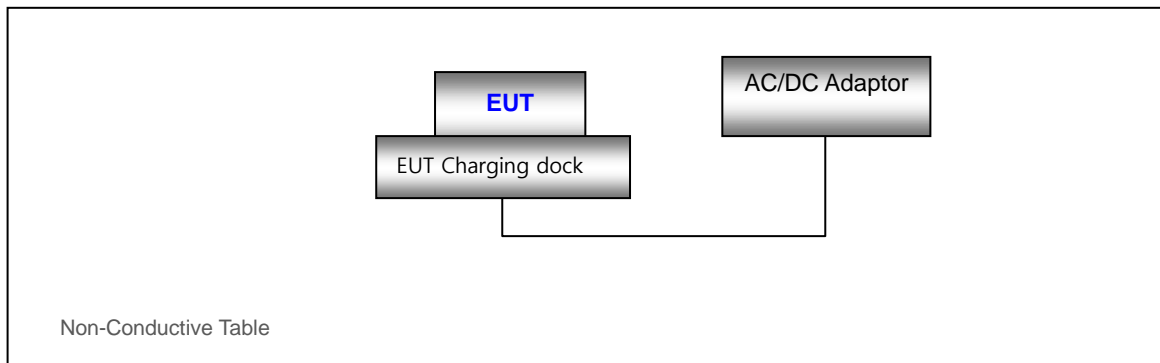 EUT
AC/DC Adaptor
EUT Charging dock
Non-Conductive Table